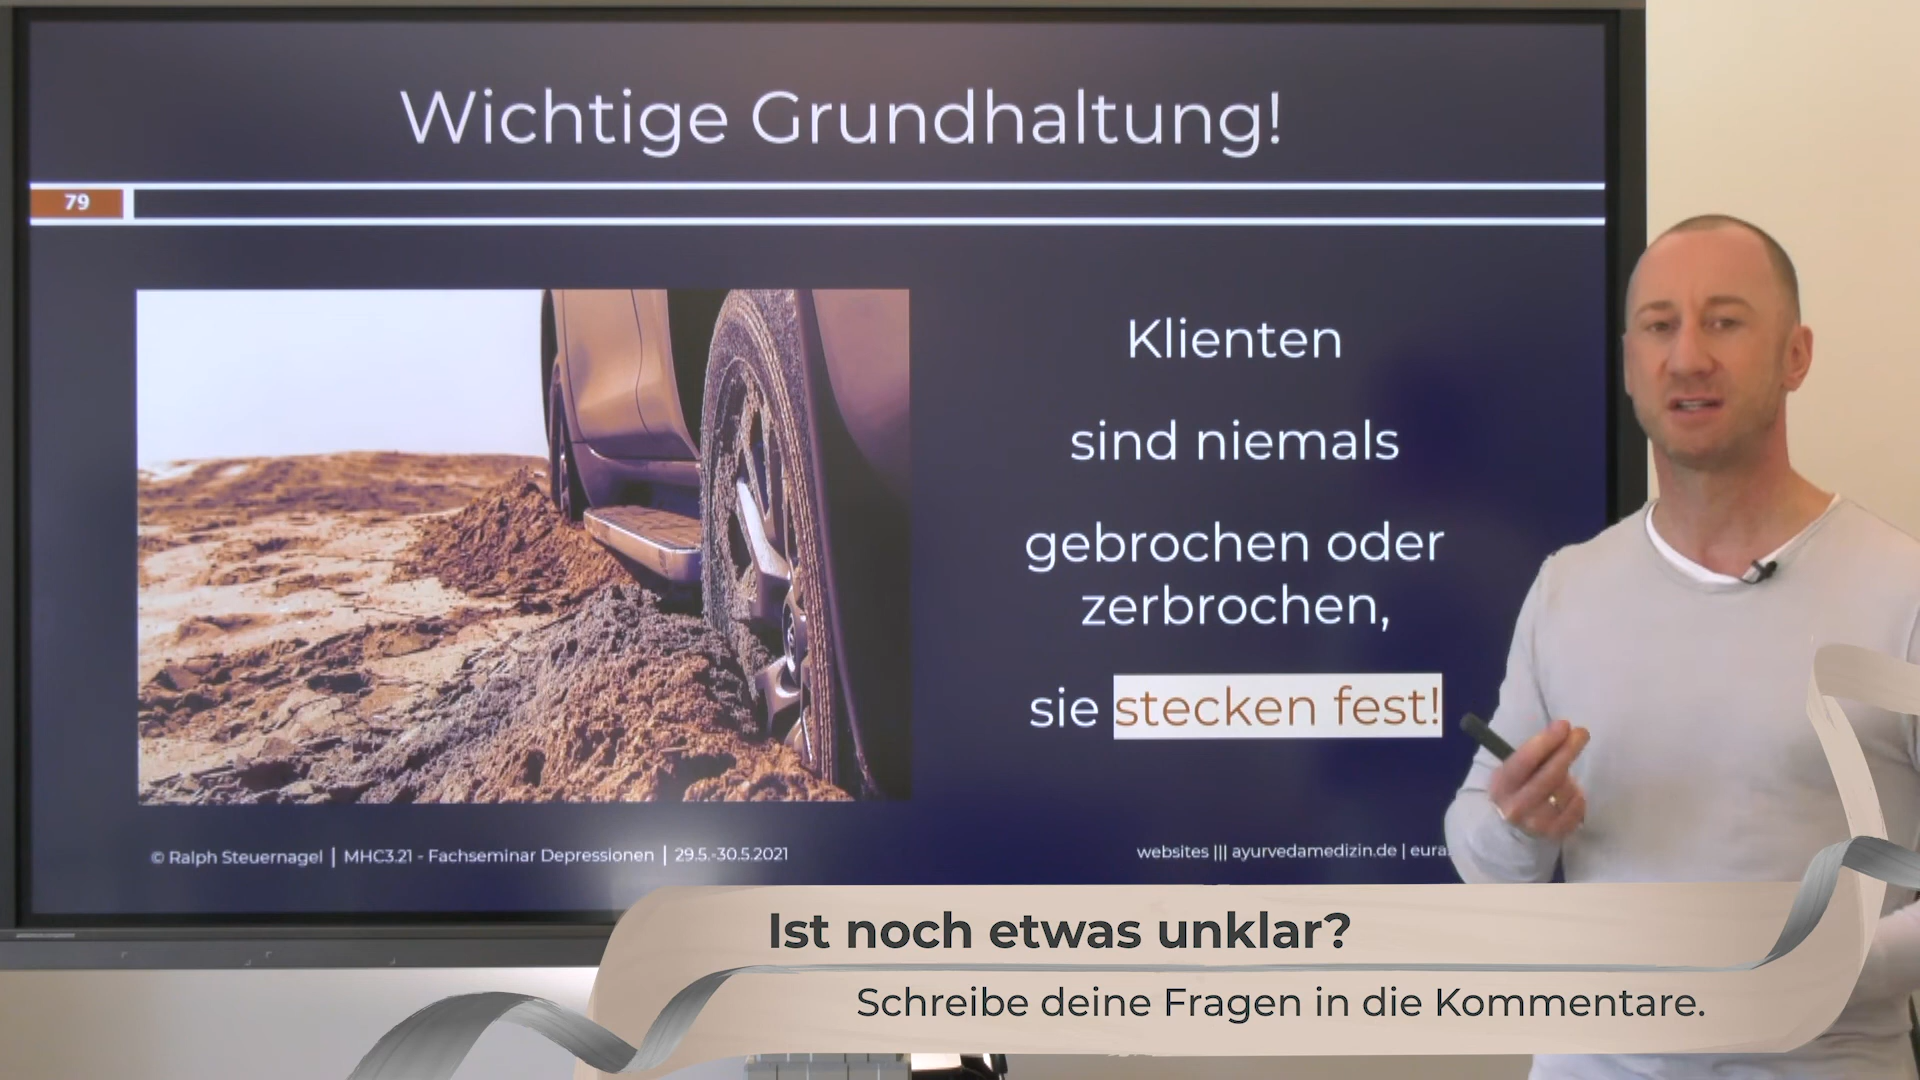 Wichtige Grundhaltung!
79
Klienten
sind niemals
gebrochen oder
zerbrochen,
sie stecken fest!
© Ralph Steuernagel | MHC3.21 - Fachseminar Depressionen | 29.5.-30.5.2021
websites ||| ayurvedamedizin.de |
Ist noch etwas unklar?
Schreibe deine Fragen in die Kommentare.